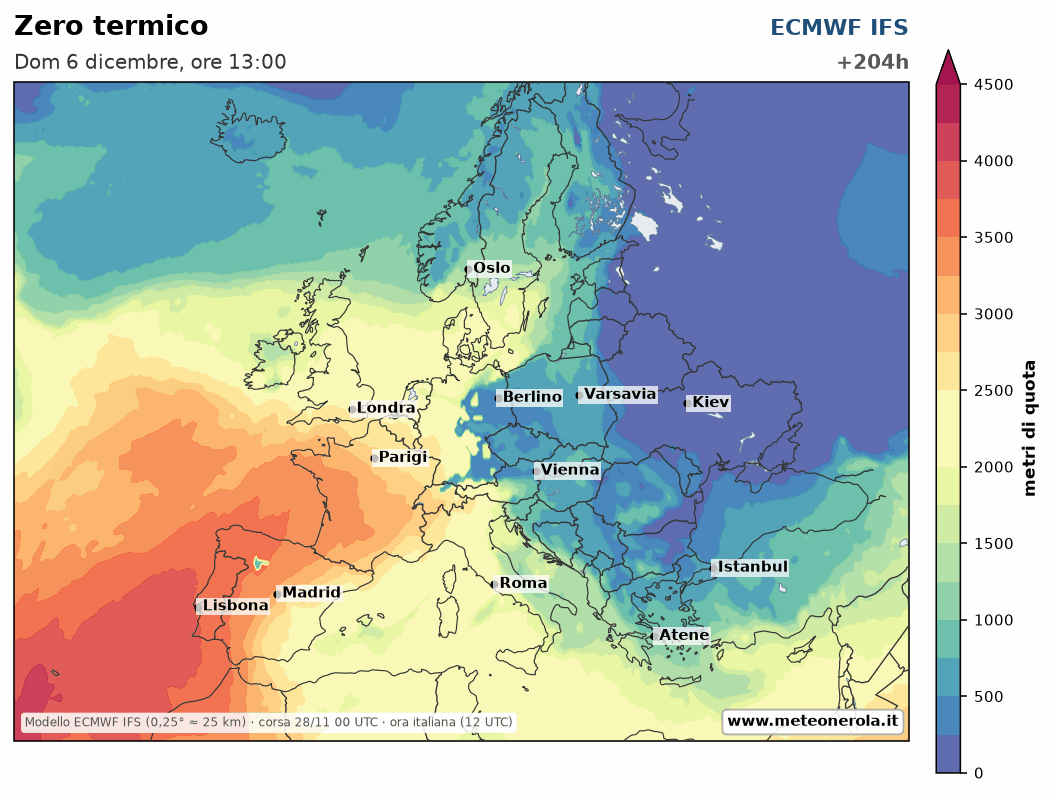 Zero termico
ECMWF IFS
Dom 6 dicembre, ore 13:00
+204h
4500
4000
3500
3000
2500
2000
1500
1000
500
0
metri di quota
Oslo
Berlino
Varsavia
Kiev
Londra
Parigi
Vienna
Istanbul
Roma
Madrid
Lisbona
Atene
Modello ECMWF IFS (0,25° ≈ 25 km) · corsa 28/11 00 UTC · ora italiana (12 UTC)
www.meteonerola.it